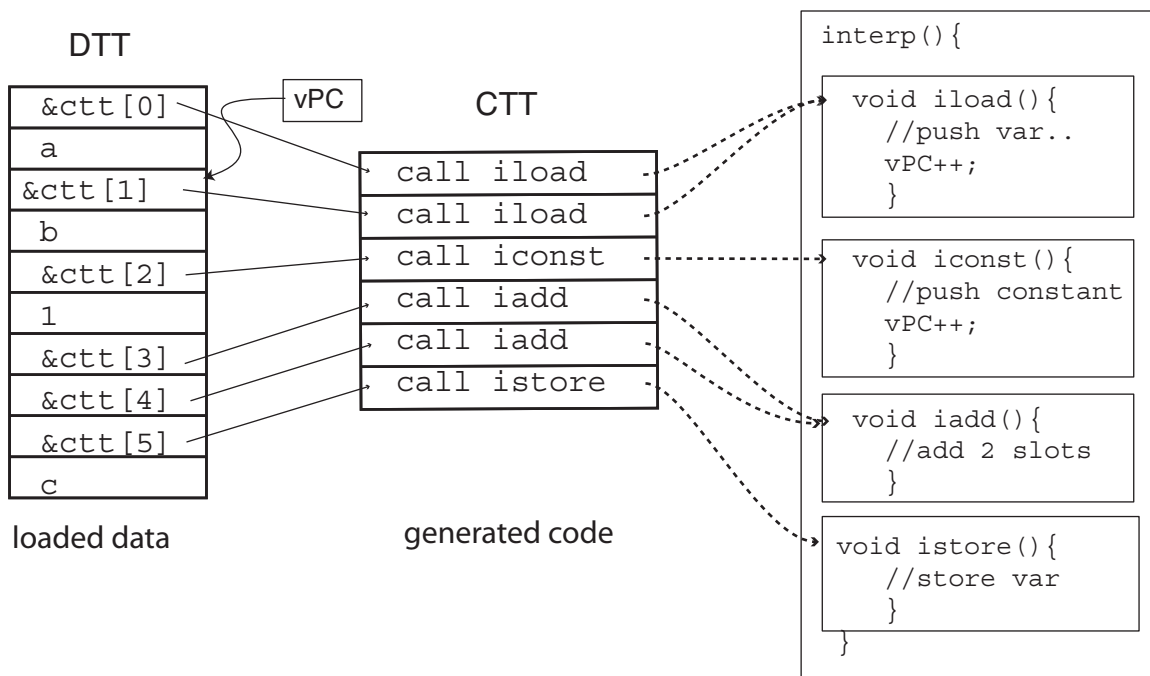 DTT
&ctt[0]
a
&ctt[1]
b
&ctt[2]
1
&ctt[3]
&ctt[4]
&ctt[5]
c
loaded data
vPC
CTT
call iload
call iload
call iconst
call iadd
call iadd
call istore
generated code
interp(){
void iload(){
//push var..
vPC++;
}
void iconst(){
//push constant
vPC++;
}
void iadd(){
//add 2 slots
}
void istore(){
//store var
}
}